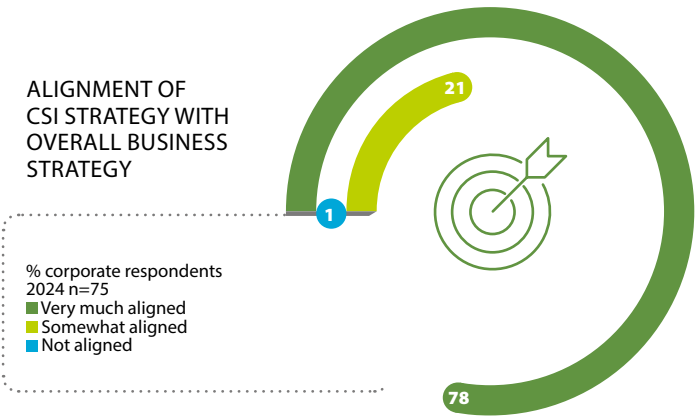 ALIGNMENT OF
CSI STRATEGY WITH
OVERALL BUSINESS
STRATEGY
21
1
% corporate respondents
2024 n=75
Very much aligned
Somewhat aligned
Not aligned
78